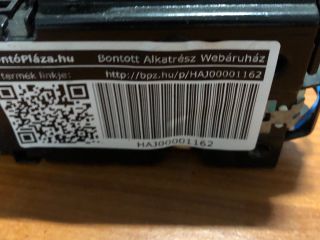 ontóPláza.hu Bontott Alkatrész Webáruház
termék linkje: http://bpz.hu/p/HAJ00001162
HAJ00001162